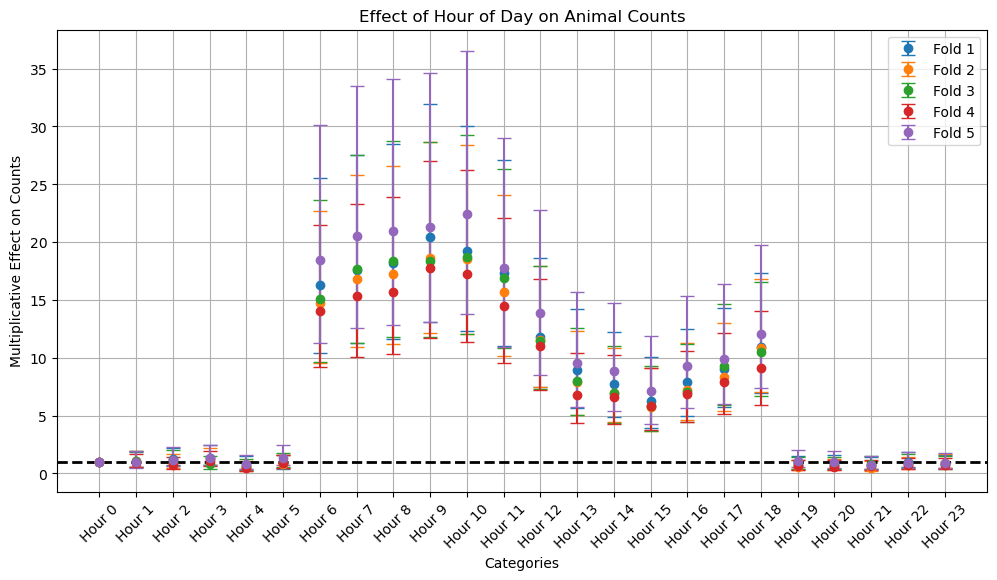 Effect of Hour of Day on Animal Counts
Multiplicative Effect on Counts
35
30
25
20
15
10
5
0
Fold 1
Fold 2
Fold 3
Fold 4
Fold 5
Hour 0
Hour 1
Hour 2
Hour 3
Hour 4
Hour 5
Hour 6
Hour 7
Hour 8
Hour 9
Hour 10
Hour 11
Hour 12
Hour 13
Hour 14
Hour 15
Hour 16
Hour 17
Hour 18
Hour 19
Hour 20
Hour 21
Hour 22
Hour 23
Categories